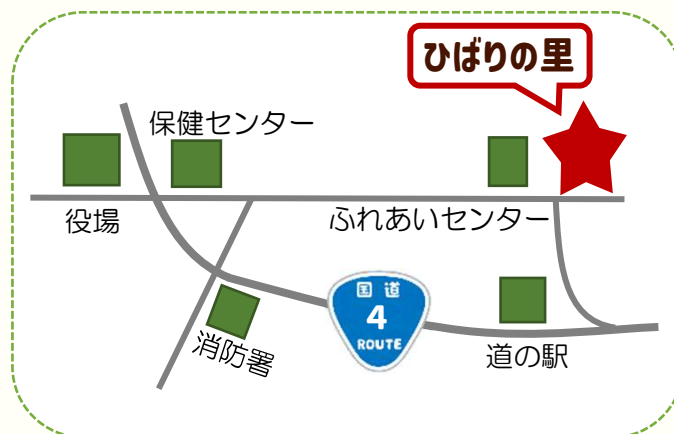 ひばりの里
保健センター
役場
ふれあいセンター
国道
4
ROUTE
消防署
道の駅